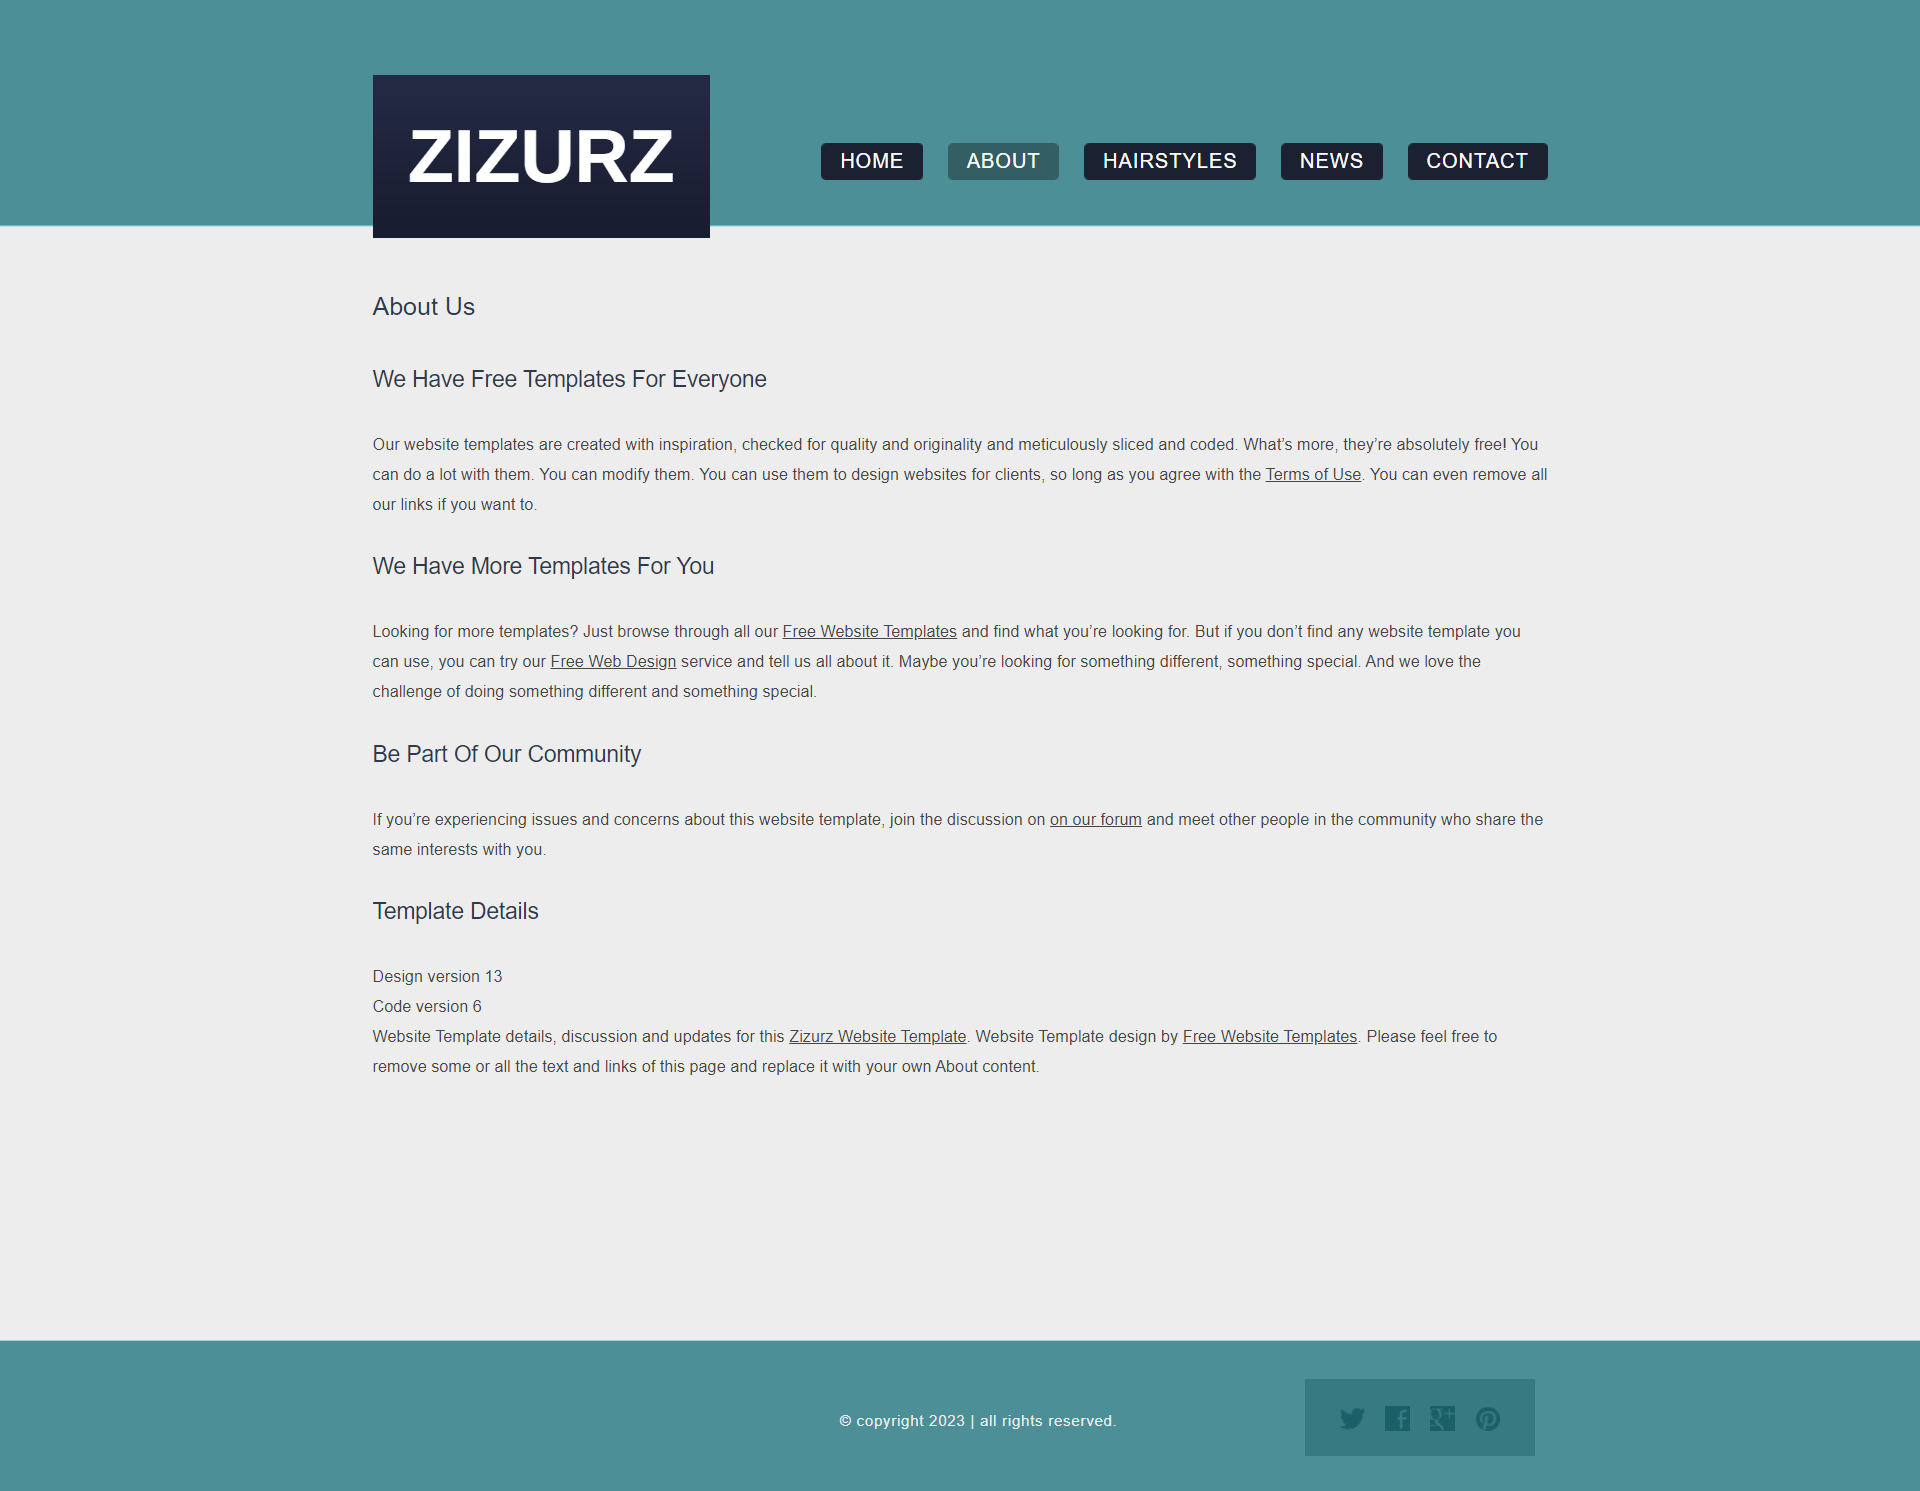 ZIZURZ
HOME
ABOUT
HAIRSTYLES
NEWS
CONTACT
About Us
We Have Free Templates For Everyone
Our website templates are created with inspiration, checked for quality and originality and meticulously sliced and coded. What’s more, they’re absolutely free! You
can do a lot with them. You can modify them. You can use them to design websites for clients, so long as you agree with the Terms of Use. You can even remove all
our links if you want to.
We Have More Templates For You
Looking for more templates? Just browse through all our Free Website Templates and find what you’re looking for. But if you don’t find any website template you
can use, you can try our Free Web Design service and tell us all about it. Maybe you’re looking for something different, something special. And we love the
challenge of doing something different and something special.
Be Part Of Our Community
If you’re experiencing issues and concerns about this website template, join the discussion on on our forum and meet other people in the community who share the
same interests with you.
Template Details
Design version 13
Code version 6
Website Template details, discussion and updates for this Zizurz Website Template. Website Template design by Free Website Templates. Please feel free to
remove some or all the text and links of this page and replace it with your own About content.
© copyright 2023 | all rights reserved.